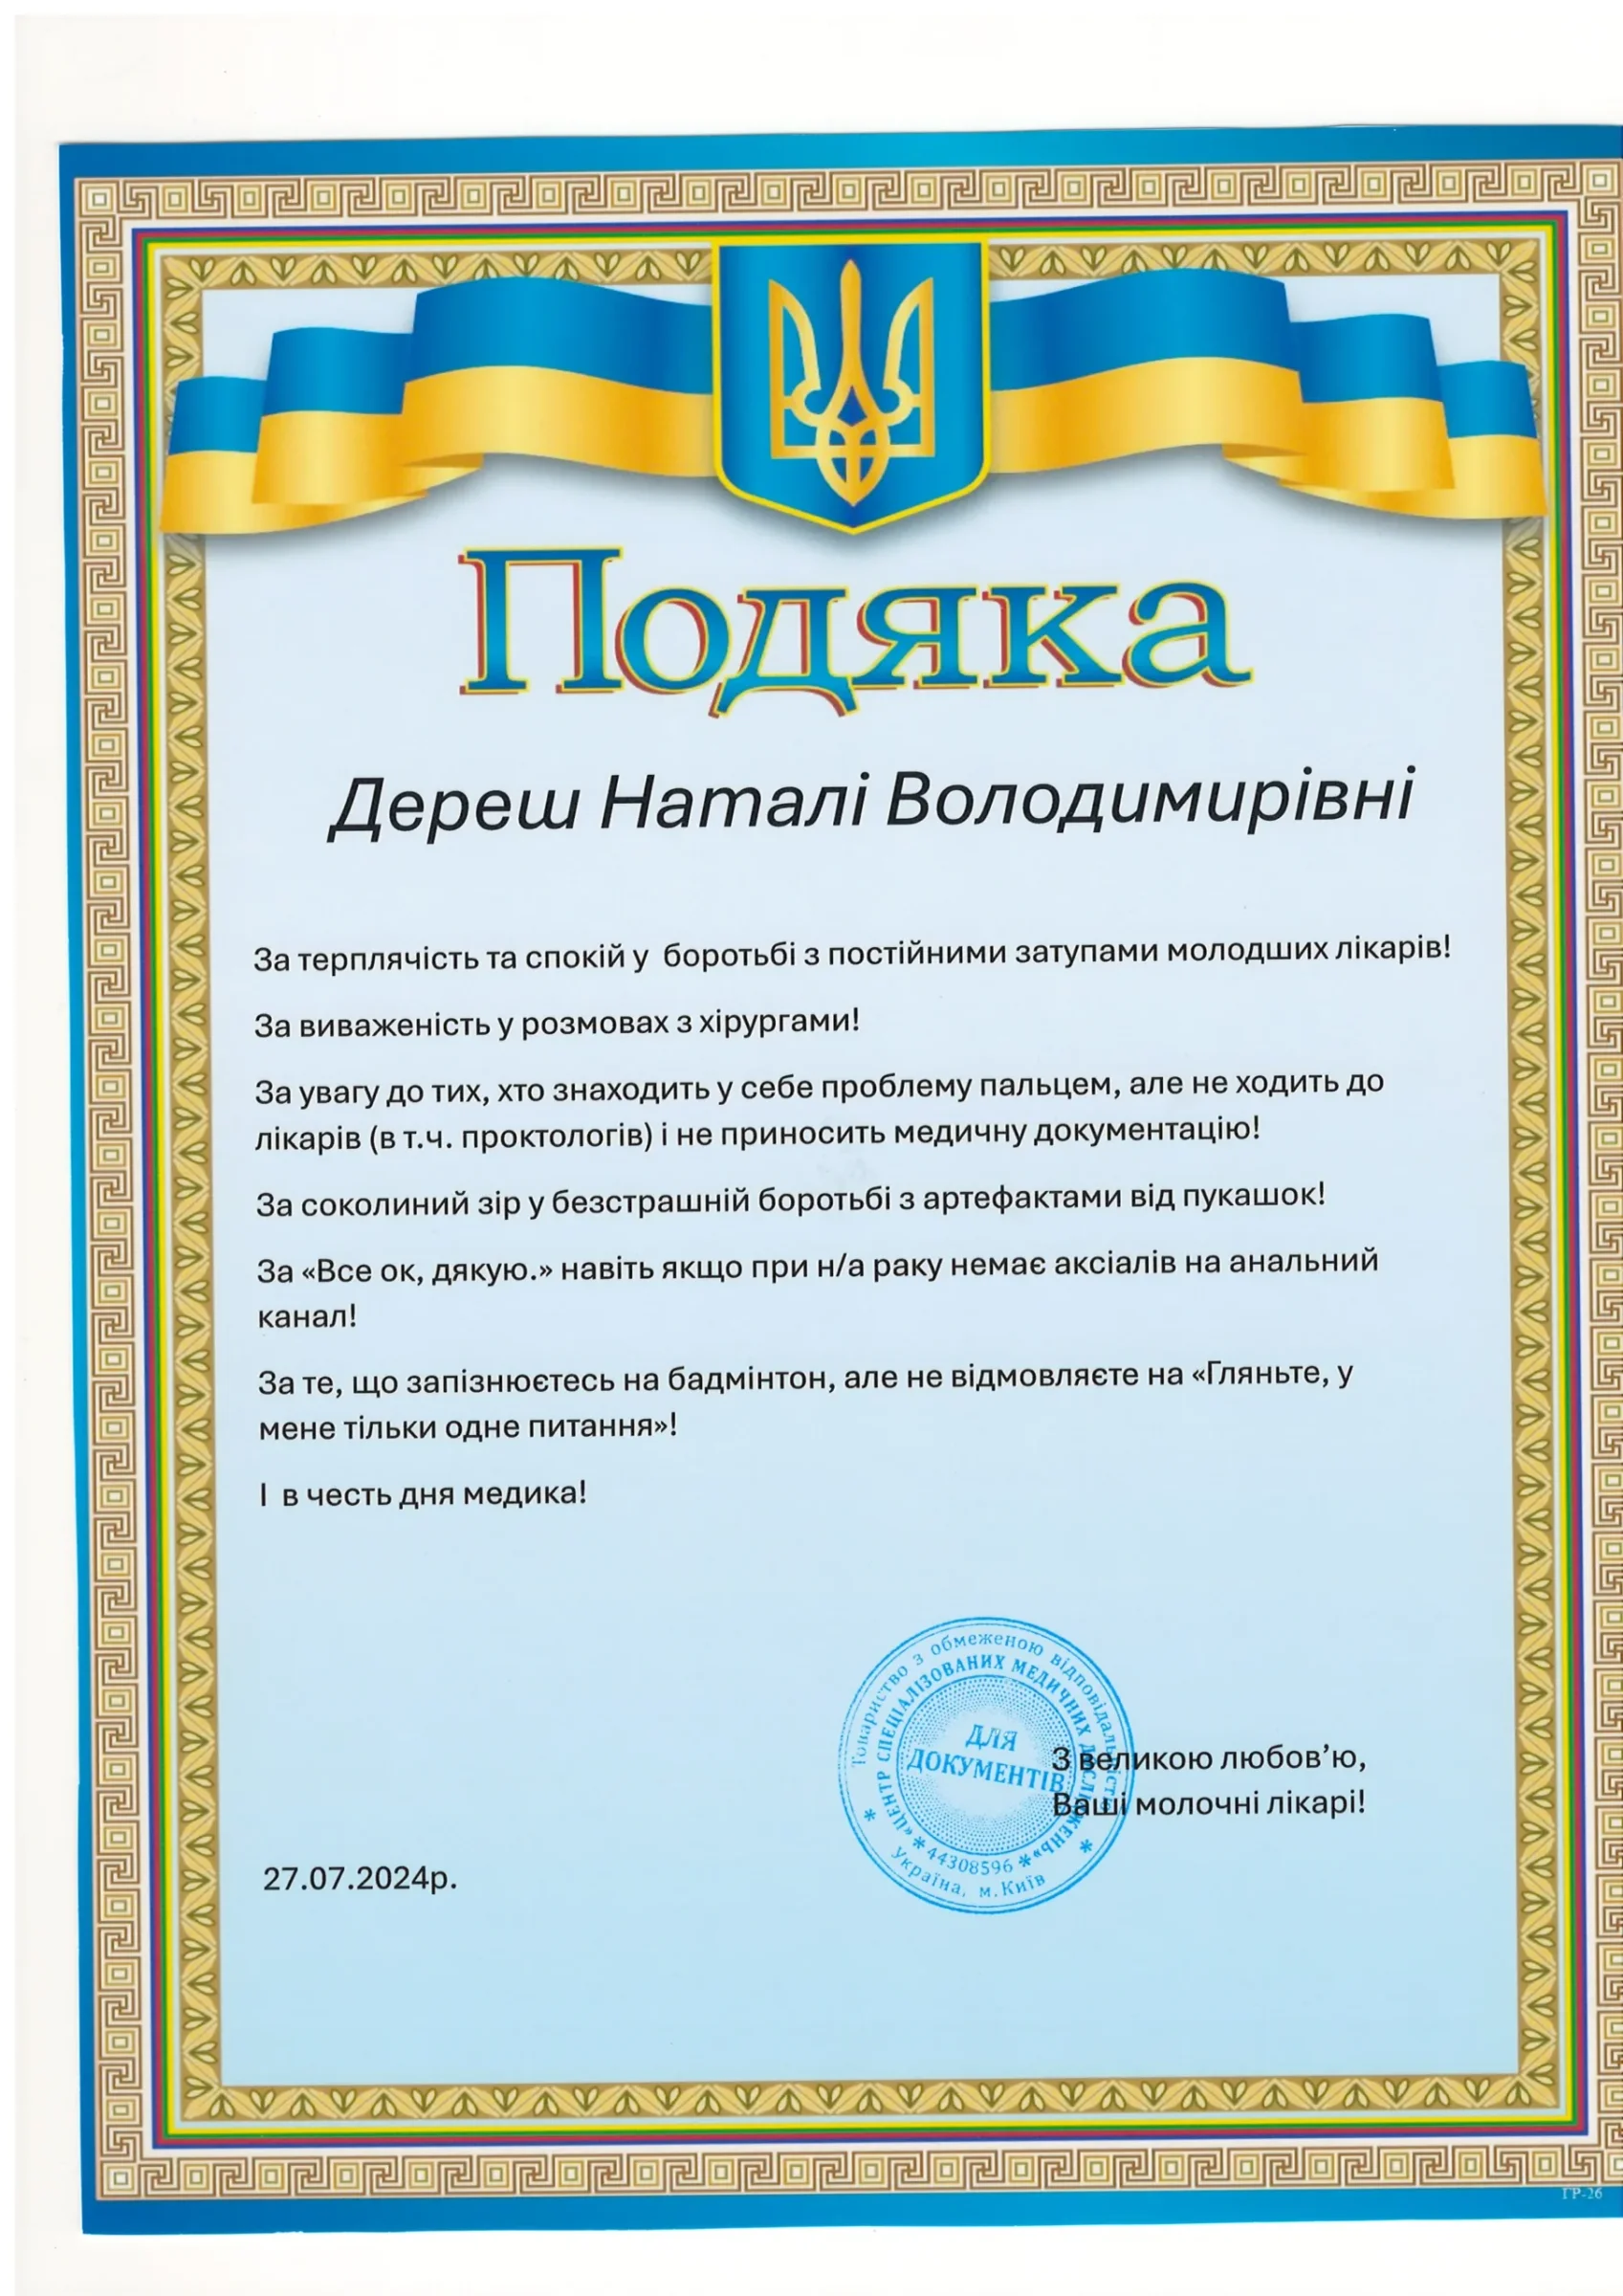 Подяка
Дереш Наталі Володимирівні
За терплячість та спокій у боротьбі з постійними затупами молодших лікарів!
За виваженість у розмовах з хірургами!
За увагу до тих, хто знаходить у себе проблему пальцем, але не ходить до
лікарів (в т.ч. проктологів) і не приносить медичну документацію!
За соколиний зір у безстрашній боротьбі з артефактами від пукашок!
За «Все ок, дякую.» навіть якщо при н/а раку немає аксіалів на анальний
канал!
За те, що запізнюєтесь на бадмінтон, але не відмовляєте на «Гляньте, у
мене тільки одне питання»!
І в честь дня медика!
Товариство з обмеженою відповідальністю
«ЦЕНТР СПЕЦІАЛІЗОВАНИХ МЕДИЧНИХ ДОСЛІДЖЕНЬ»
ДЛЯ
ДОКУМЕНТІВ
* 44308596 *
* Україна, м.Київ *
З великою любов’ю,
Ваші молочні лікарі!
27.07.2024р.
ГР-26